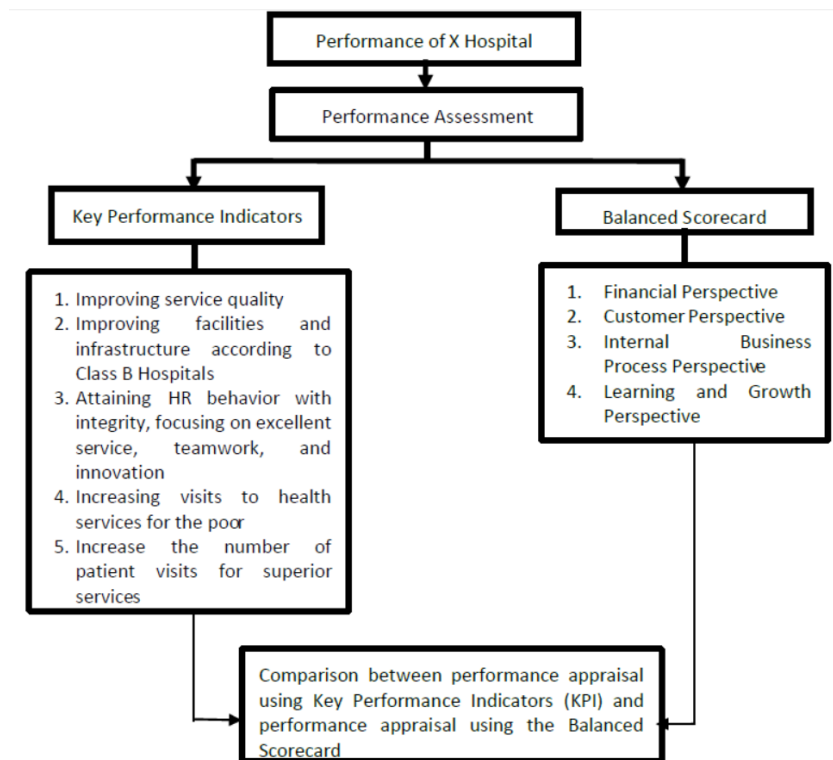 Performance of X Hospital
Performance Assessment
Key Performance Indicators
Balanced Scorecard
1. Improving service quality
2. Improving facilities and
infrastructure according to
Class B Hospitals
3. Attaining HR behavior with
integrity, focusing on excellent
service, teamwork, and
innovation
4. Increasing visits to health
services for the poor
5. Increase the number of
patient visits for superior
services
1. Financial Perspective
2. Customer Perspective
3. Internal Business
Process Perspective
4. Learning and Growth
Perspective
Comparison between performance appraisal
using Key Performance Indicators (KPI) and
performance appraisal using the Balanced
Scorecard